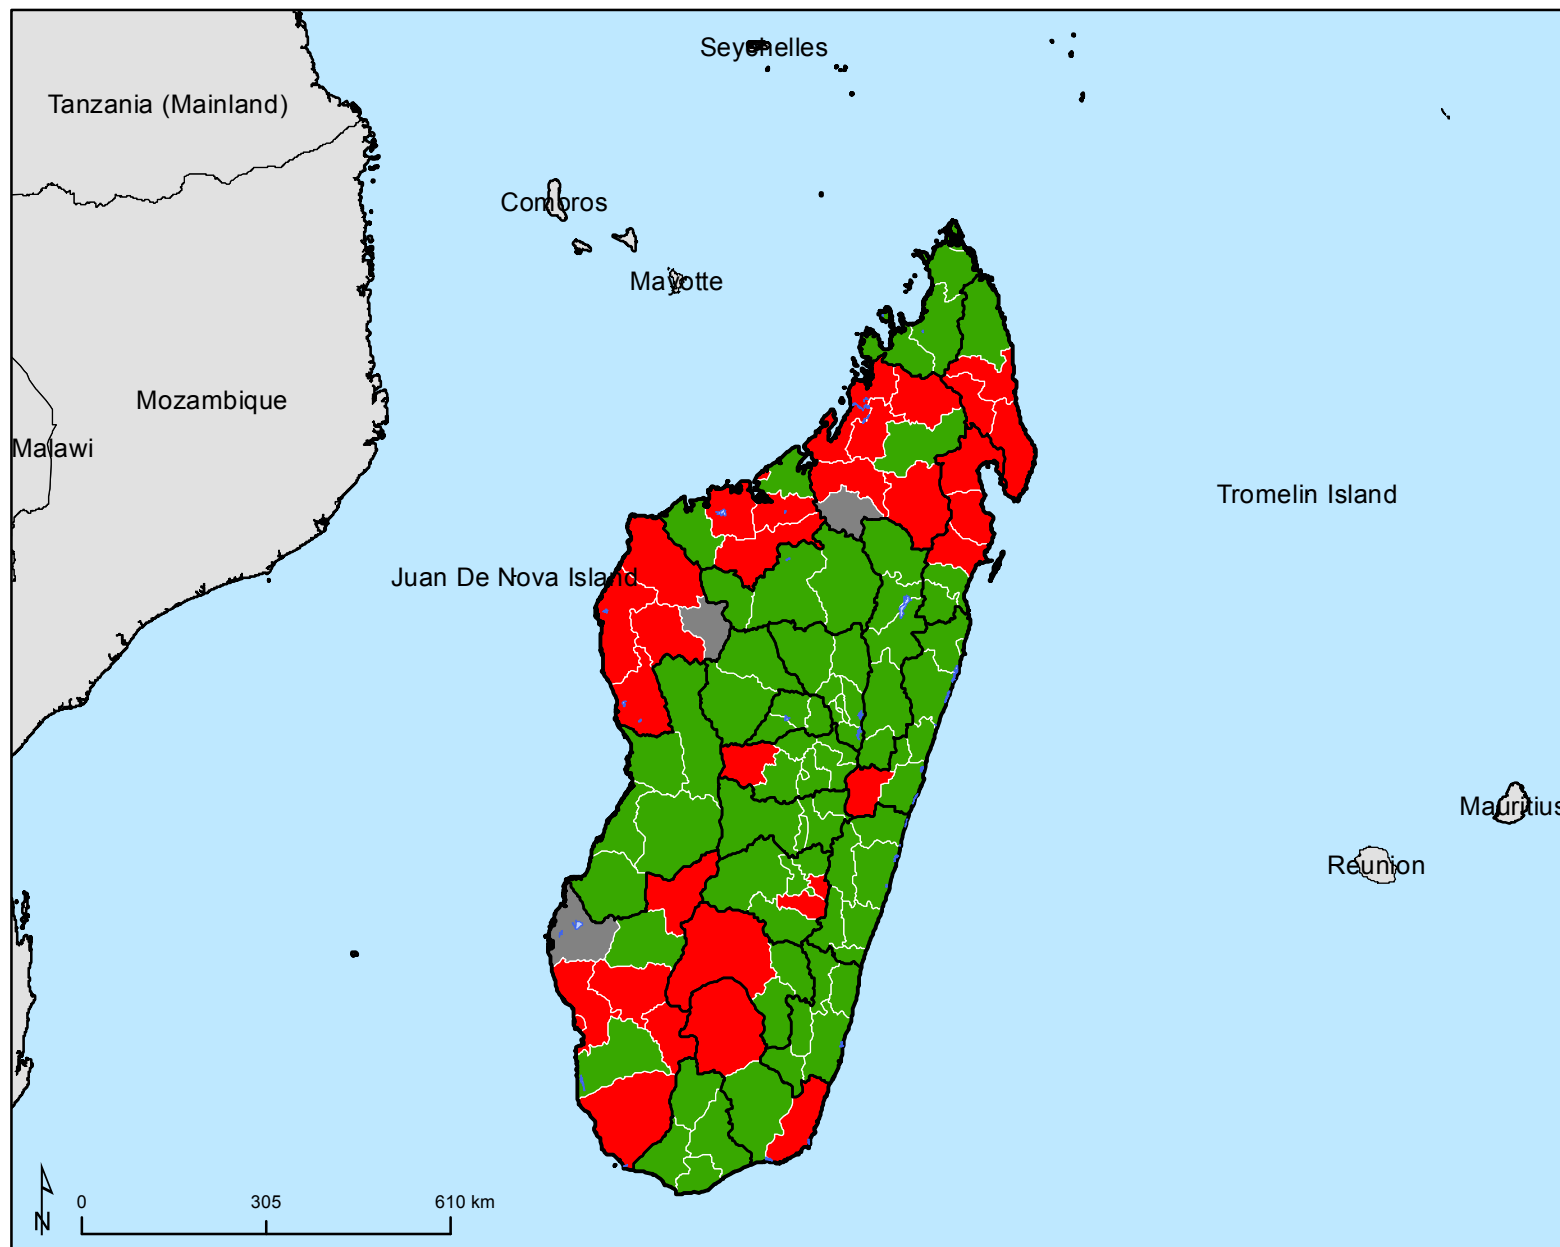 Seychelles
Tanzania (Mainland)
Comoros
Mayotte
Mozambique
Malawi
Tromelin Island
Juan De Nova Island
Mauritius
Reunion
0 305 610 km
N